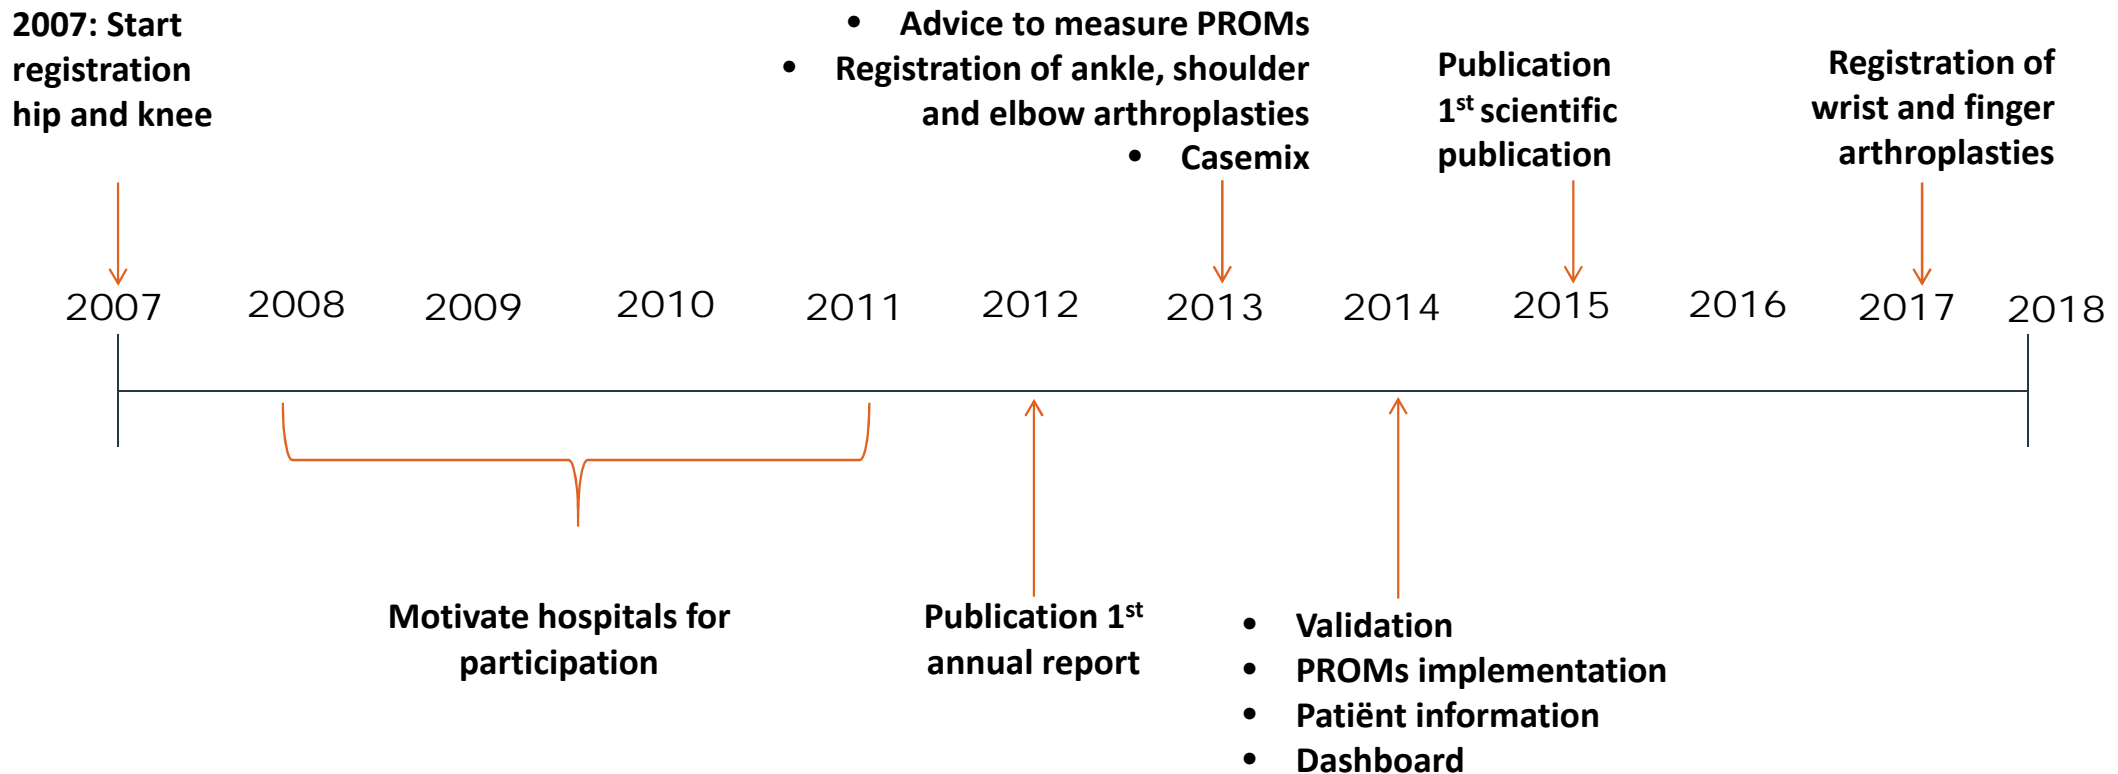 2007: Start
registration
hip and knee
• Advice to measure PROMs
• Registration of ankle, shoulder
and elbow arthroplasties
• Casemix
Publication
1st scientific
publication
Registration of
wrist and finger
arthroplasties
2007 2008 2009 2010 2011 2012 2013 2014 2015 2016 2017 2018
Motivate hospitals for
participation
Publication 1st
annual report
• Validation
• PROMs implementation
• Patiënt information
• Dashboard